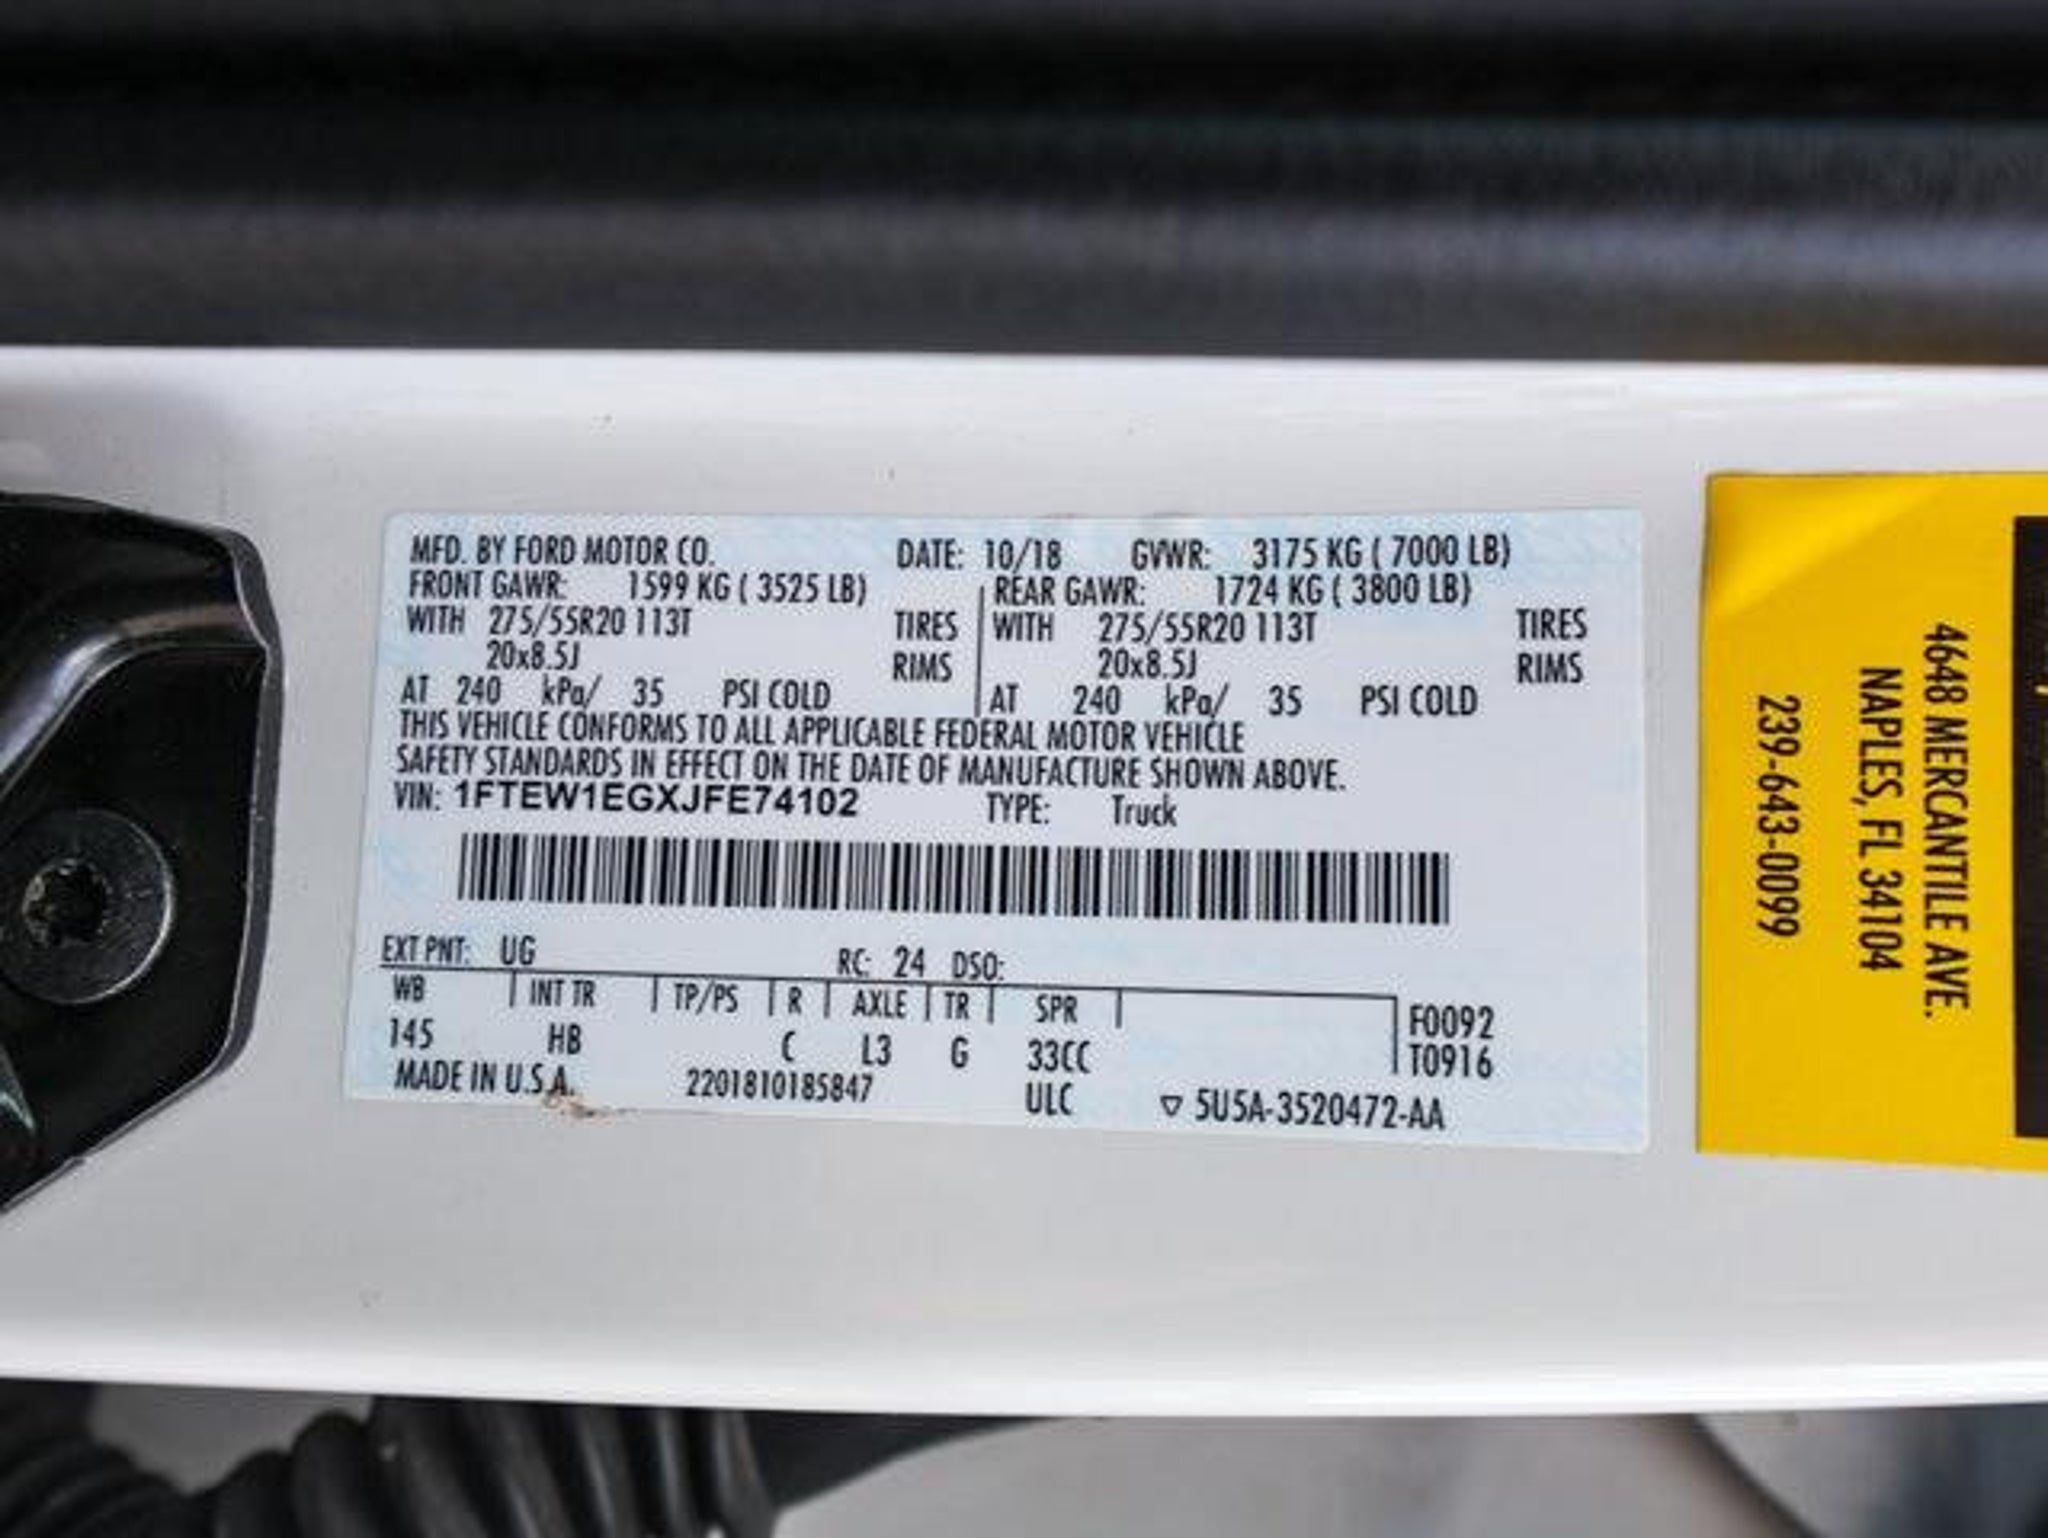 MFD. BY FORD MOTOR CO. DATE: 10/18 GVWR: 3175 KG ( 7000 LB)
FRONT GAWR: 1599 KG ( 3525 LB) REAR GAWR: 1724 KG ( 3800 LB)
WITH 275/55R20 113T TIRES WITH 275/55R20 113T TIRES
20x8.5J RIMS 20x8.5J RIMS
AT 240 kPa/ 35 PSI COLD AT 240 kPa/ 35 PSI COLD
THIS VEHICLE CONFORMS TO ALL APPLICABLE FEDERAL MOTOR VEHICLE
SAFETY STANDARDS IN EFFECT ON THE DATE OF MANUFACTURE SHOWN ABOVE.
VIN: 1FTEW1EGXJFE74102 TYPE: Truck
EXT PNT: UG RC: 24 DSO:
WB INT TR TP/PS R AXLE TR SPR F0092
145 HB C L3 G 33CC T0916
MADE IN U.S.A. 2201810185847 ULC ▽ 5U5A-3520472-AA
4648 MERCANTILE AVE.
NAPLES, FL 34104
239-643-0099